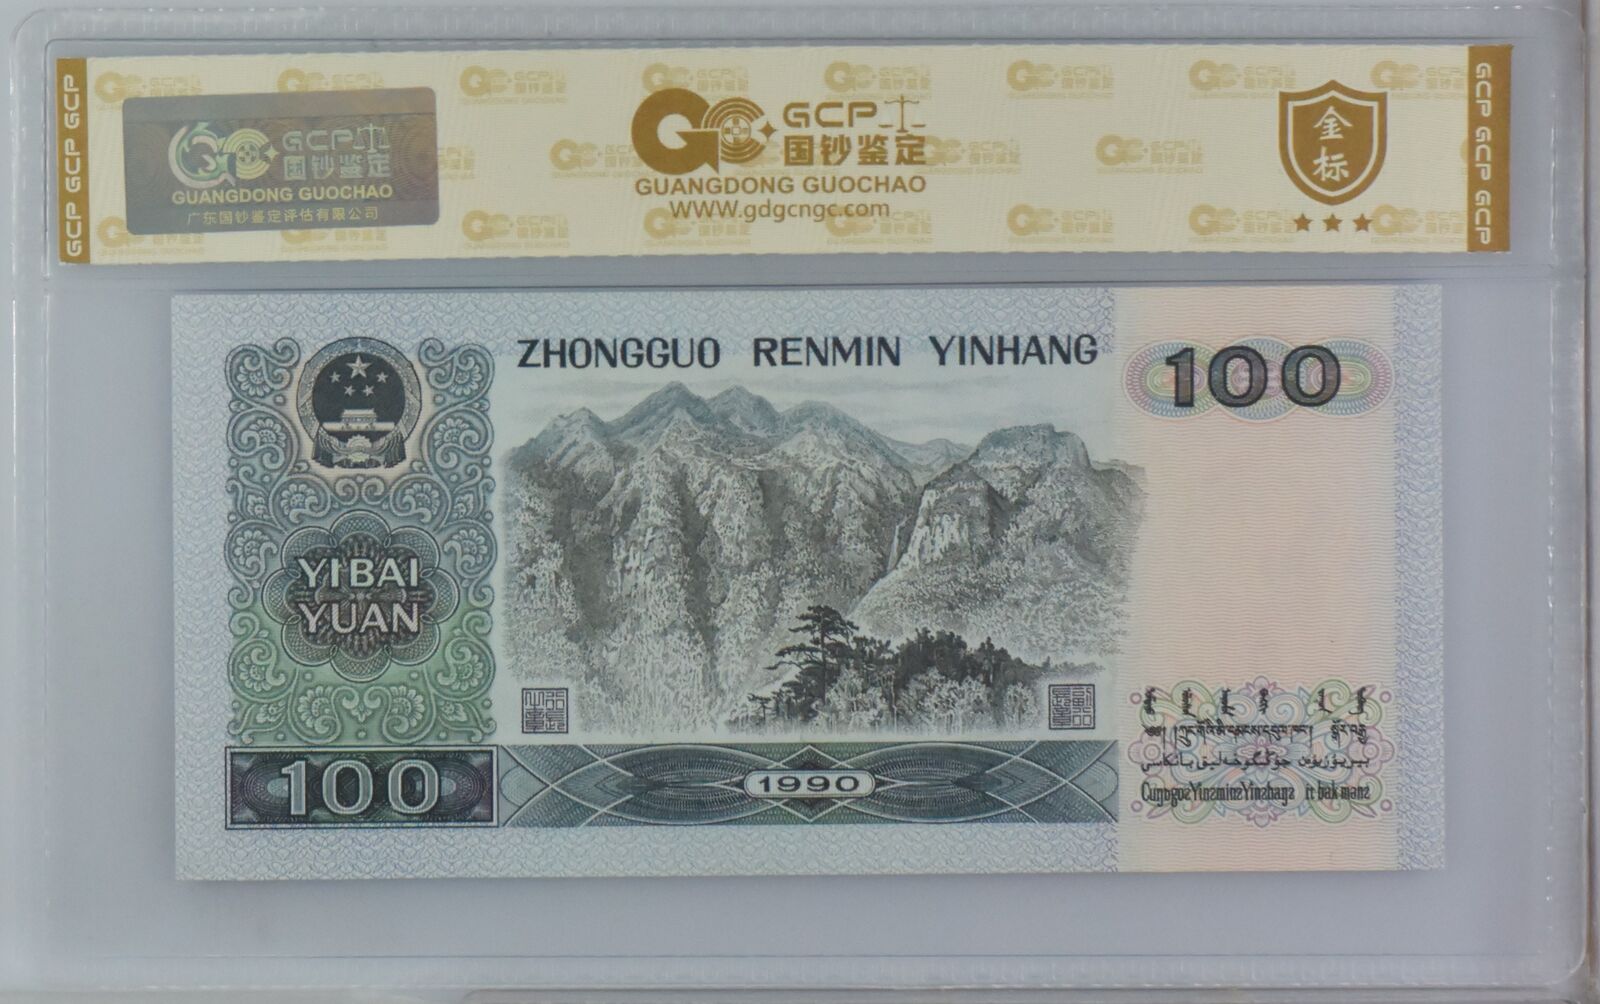 GCP GCP GCP
GCP
国钞鉴定
GUANGDONG GUOCHAO
广东国钞鉴定评估有限公司
GCP
国钞鉴定
GUANGDONG GUOCHAO
WWW.gdgcngc.com
金标
GCP GCP GCP
ZHONGGUO RENMIN YINHANG
100
YIBAI
YUAN
100
1990